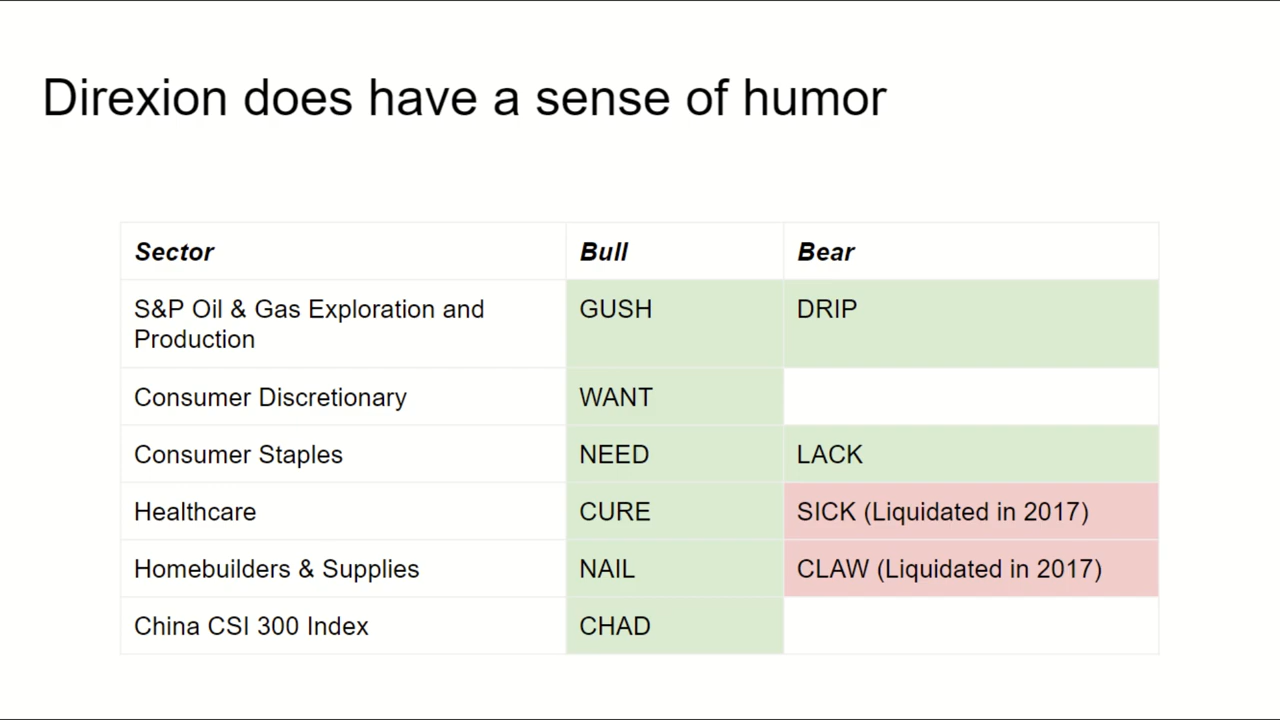 Direxion does have a sense of humor
Sector Bull Bear
S&P Oil & Gas Exploration and GUSH DRIP
Production
Consumer Discretionary WANT
Consumer Staples NEED LACK
Healthcare CURE SICK (Liquidated in 2017)
Homebuilders & Supplies NAIL CLAW (Liquidated in 2017)
China CSI 300 Index CHAD